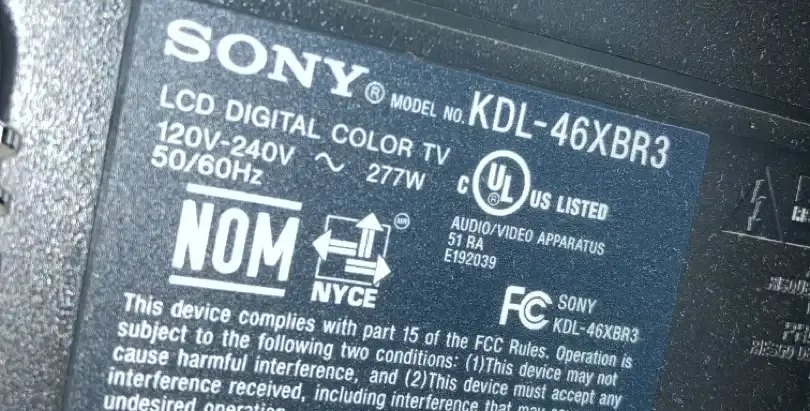 SONY® MODEL NO. KDL-46XBR3
LCD DIGITAL COLOR TV
120V-240V ~ 277W
50/60Hz
C UL® US LISTED
AUDIO/VIDEO APPARATUS
51 RA
E192039
NOM
NYCE MR
FC SONY
KDL-46XBR3
This device complies with part 15 of the FCC Rules. Operation is
subject to the following two conditions: (1)This device may not
cause harmful interference, and (2)This device must accept any
interference received, including interference that may
undesired operation